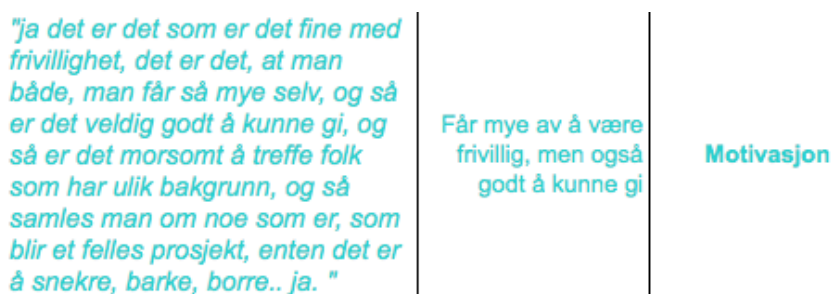 "ja det er det som er det fine med
frivillighet, det er det, at man
både, man får så mye selv, og så
er det veldig godt å kunne gi, og
så er det morsomt å treffe folk
som har ulik bakgrunn, og så
samles man om noe som er, som
blir et felles prosjekt, enten det er
å snekre, barke, borre.. ja. "
Får mye av å være
frivillig, men også
godt å kunne gi
Motivasjon